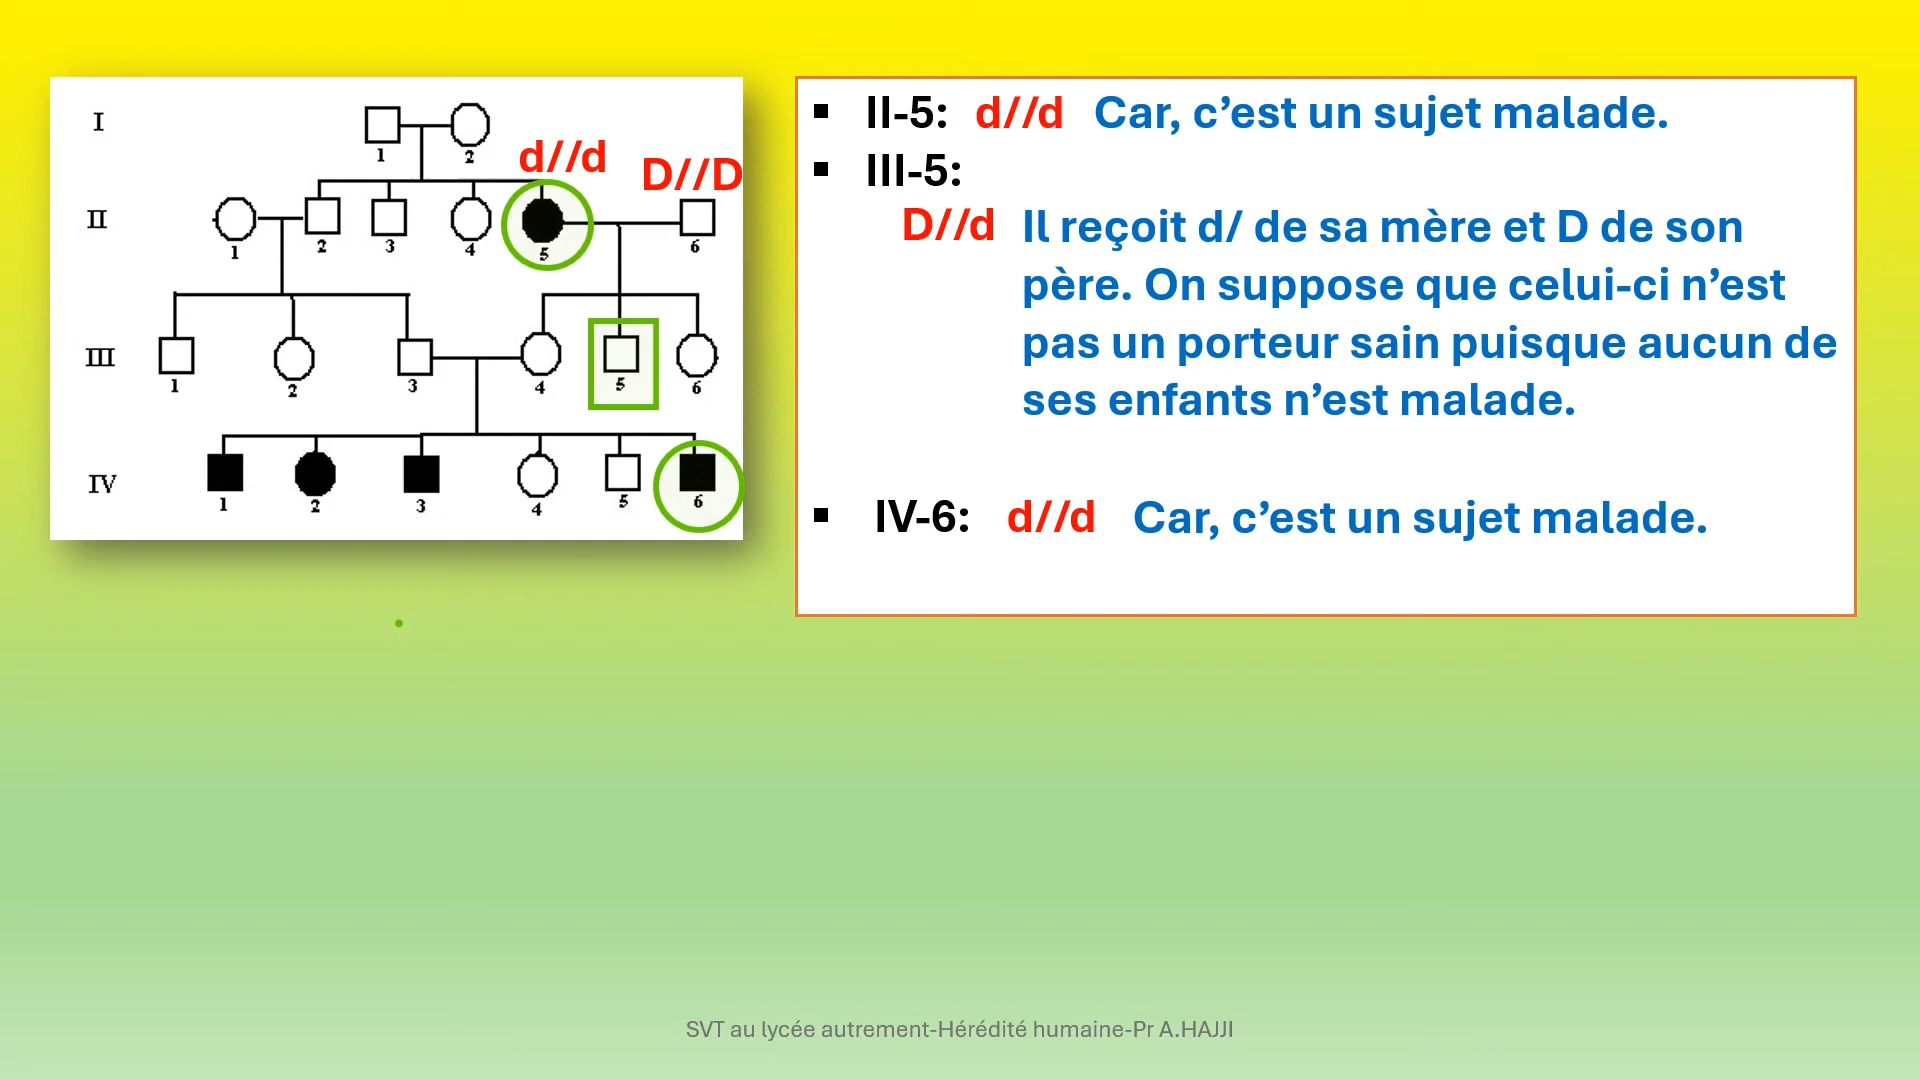 I
1
2
d//d
D//D
II
1
2
3
4
5
6
III
1
2
3
4
5
6
IV
1
2
3
4
5
6
▪ II-5: d//d Car, c’est un sujet malade.
▪ III-5:
D//d Il reçoit d/ de sa mère et D de son
père. On suppose que celui-ci n’est
pas un porteur sain puisque aucun de
ses enfants n’est malade.
▪ IV-6: d//d Car, c’est un sujet malade.
SVT au lycée autrement-Hérédité humaine-Pr A.HAJJI